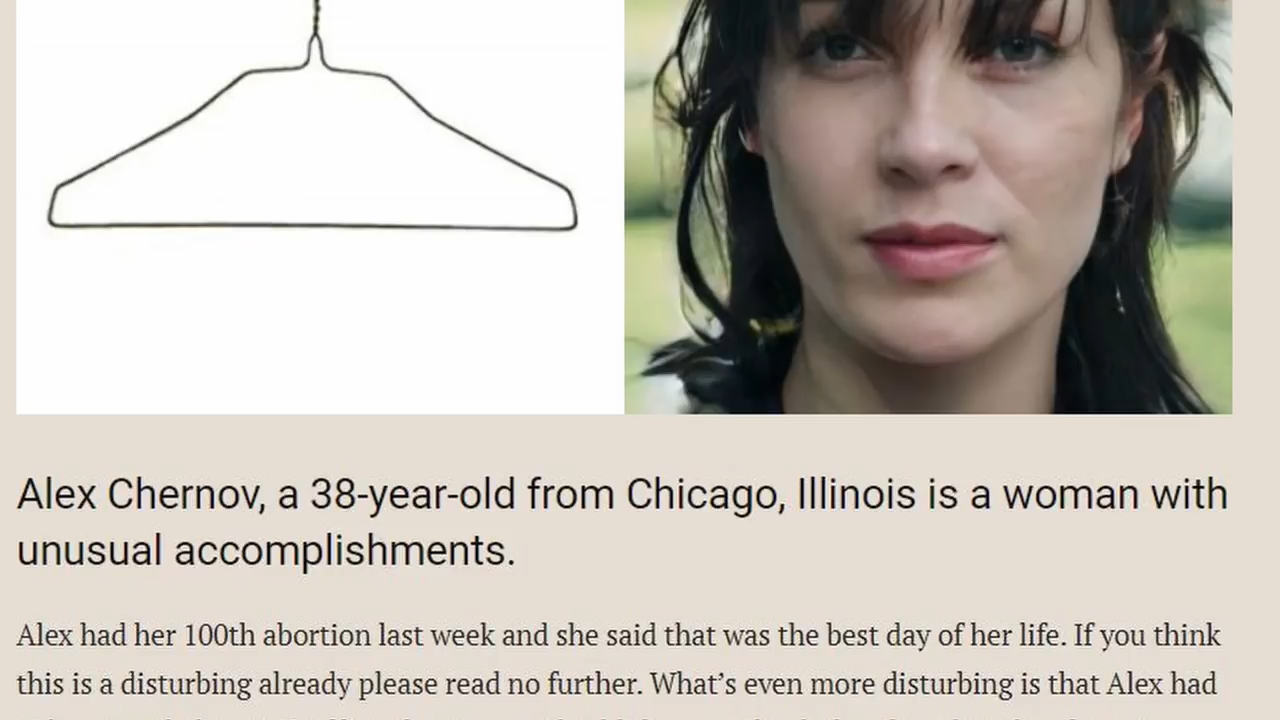 Alex Chernov, a 38-year-old from Chicago, Illinois is a woman with
unusual accomplishments.
Alex had her 100th abortion last week and she said that was the best day of her life. If you think
this is a disturbing already please read no further. What’s even more disturbing is that Alex had